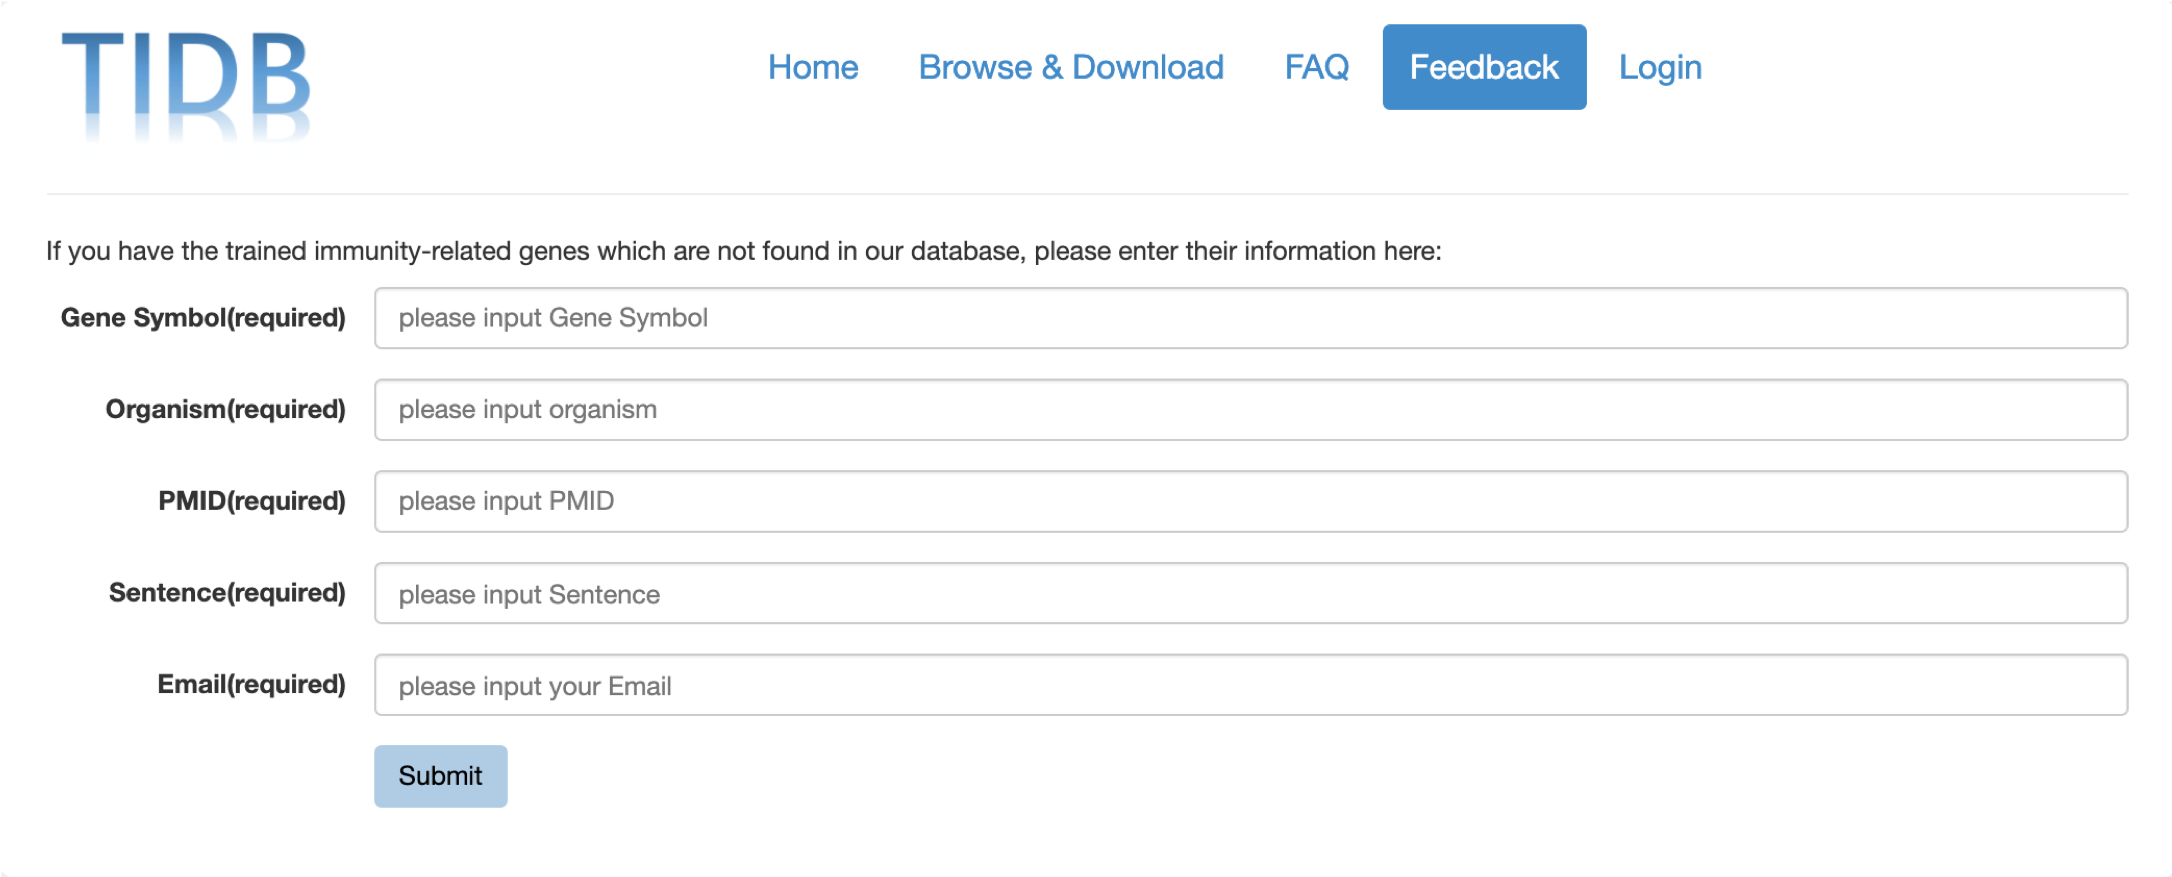 TIDB
Home Browse & Download FAQ Feedback Login
If you have the trained immunity-related genes which are not found in our database, please enter their information here:
Gene Symbol(required) please input Gene Symbol
Organism(required) please input organism
PMID(required) please input PMID
Sentence(required) please input Sentence
Email(required) please input your Email
Submit